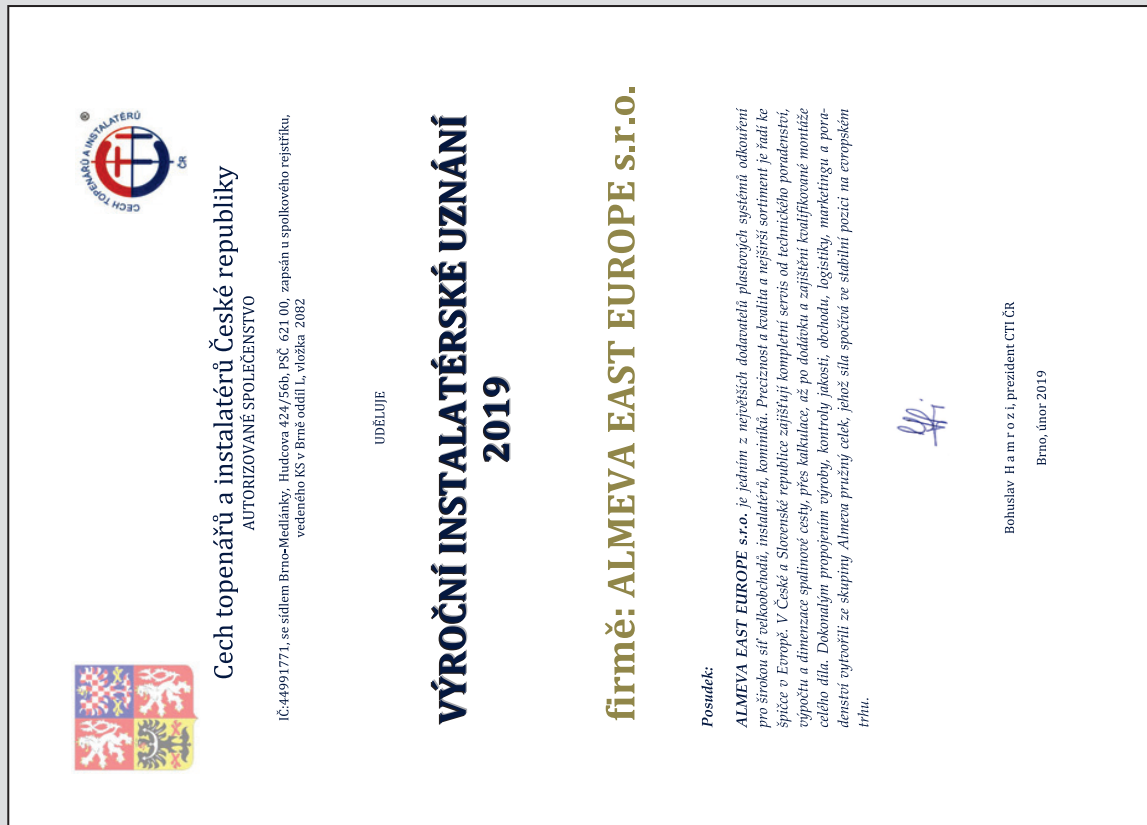 CECH TOPENÁŘŮ A INSTALATÉRŮ ČR ®
Cech topenářů a instalatérů České republiky
AUTORIZOVANÉ SPOLEČENSTVO
IČ:44991771, se sídlem Brno-Medlánky, Hudcova 424/56b, PSČ 621 00, zapsán u spolkového rejstříku,
vedeného KS v Brně oddíl L, vložka 2082
UDĚLUJE
VÝROČNÍ INSTALATÉRSKÉ UZNÁNÍ
2019
firmě: ALMEVA EAST EUROPE s.r.o.
Posudek:
ALMEVA EAST EUROPE s.r.o. je jedním z největších dodavatelů plastových systémů odkouření
pro širokou síť velkoobchodů, instalatérů, kominíků. Preciznost a kvalita a nejširší sortiment je řadí ke
špičce v Evropě. V České a Slovenské republice zajišťují kompletní servis od technického poradenství,
výpočtu a dimenzace spalinové cesty, přes kalkulace, až po dodávku a zajištění kvalifikované montáže
celého díla. Dokonalým propojením výroby, kontroly jakosti, obchodu, logistiky, marketingu a pora-
denství vytvořili ze skupiny Almeva pružný celek, jehož síla spočívá ve stabilní pozici na evropském
trhu.
Bohuslav H a m r o z i, prezident CTI ČR
Brno, únor 2019